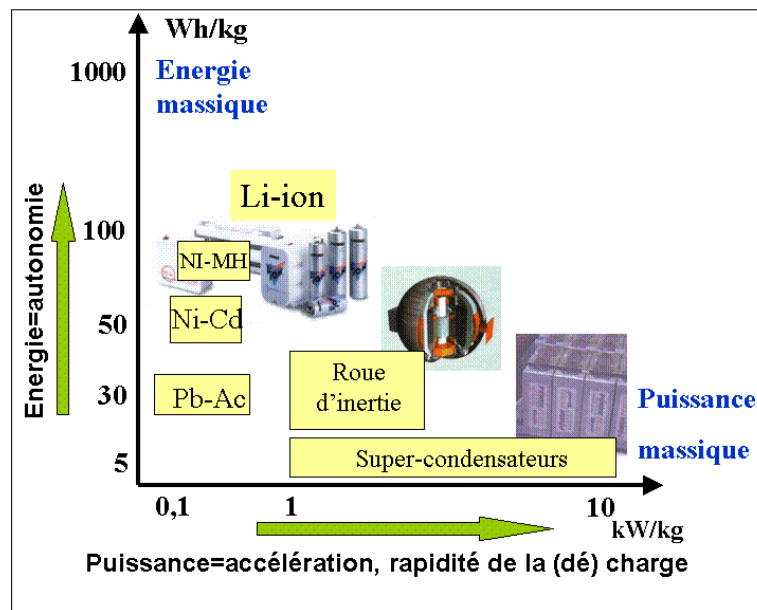 Wh/kg
1000
Energie
massique
Li-ion
100
NI-MH
Ni-Cd
50
Roue
d’inertie
30
Pb-Ac
Puissance
massique
Super-condensateurs
5
Energie=autonomie
0,1
1
10
kW/kg
Puissance=accélération, rapidité de la (dé) charge